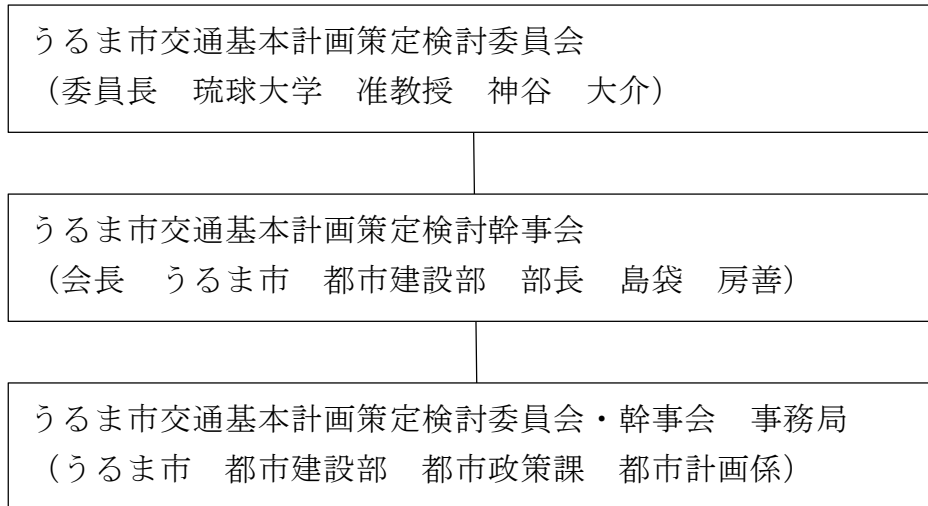 うるま市交通基本計画策定検討委員会
（委員長　琉球大学　准教授　神谷　大介）
うるま市交通基本計画策定検討幹事会
（会長　うるま市　都市建設部　部長　島袋　房善）
うるま市交通基本計画策定検討委員会・幹事会　事務局
（うるま市　都市建設部　都市政策課　都市計画係）